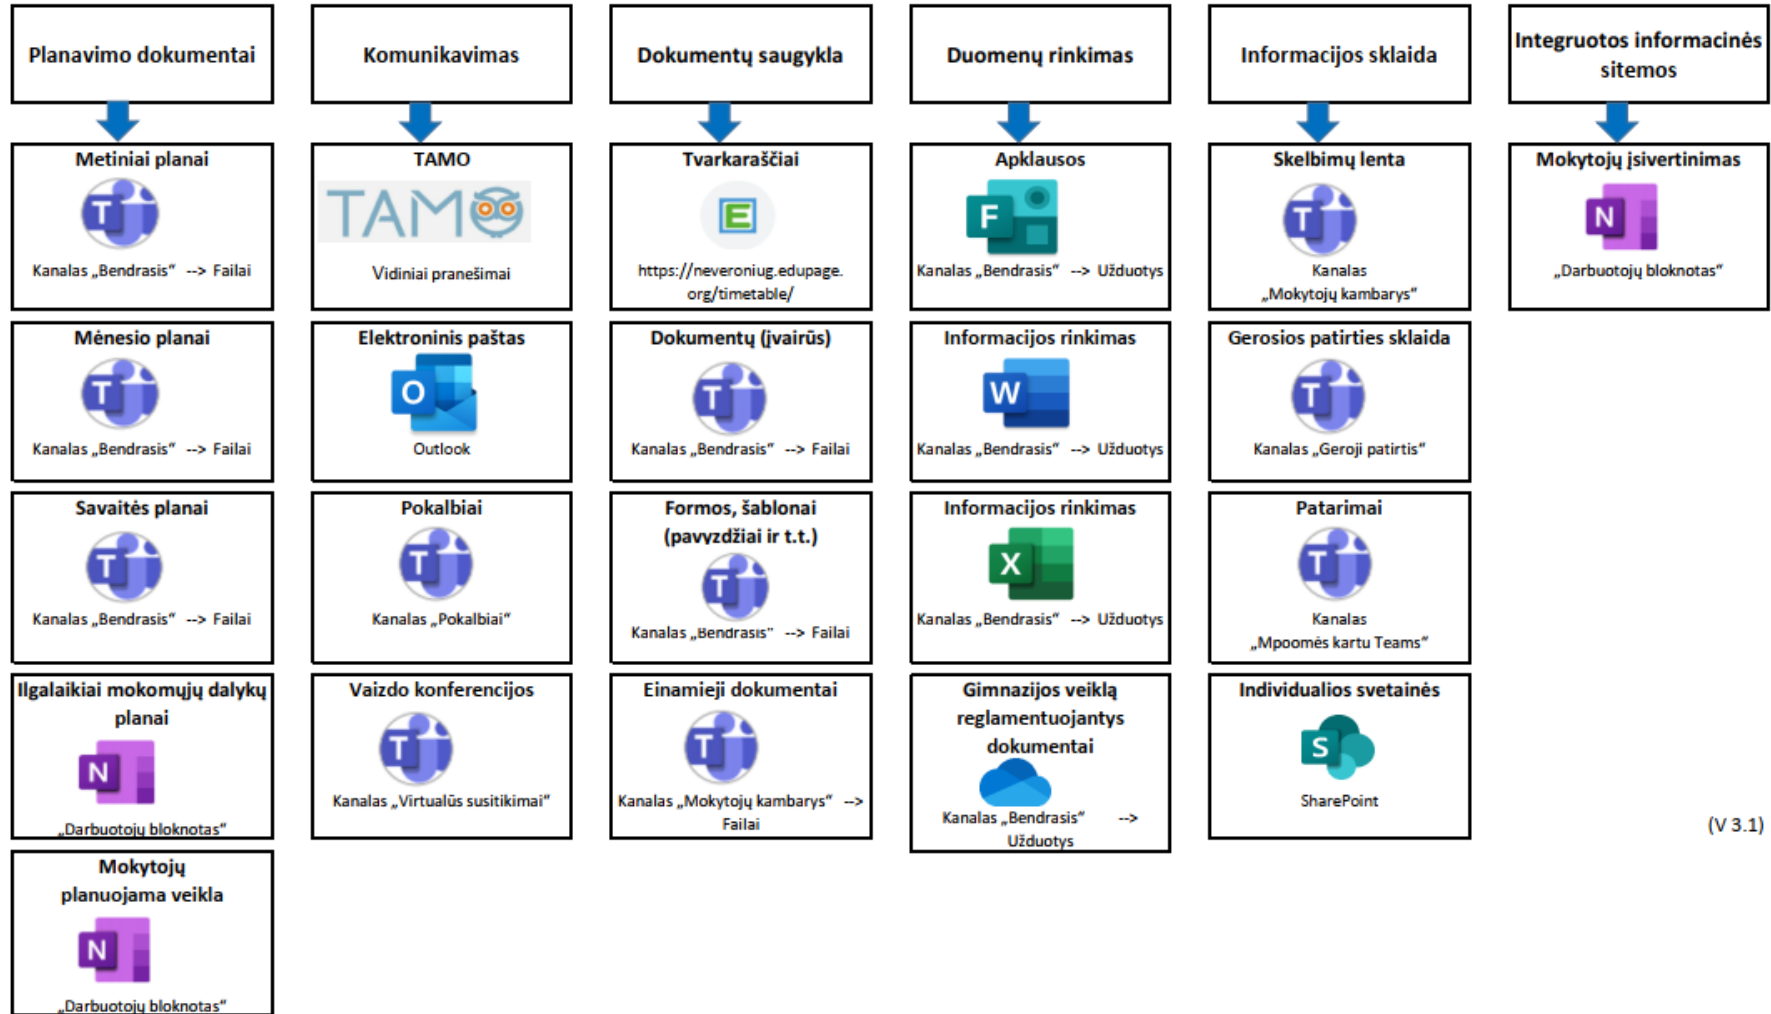 Planavimo dokumentai
Metiniai planai
Kanalas „Bendrasis“ --> Failai
Mėnesio planai
Kanalas „Bendrasis“ --> Failai
Savaitės planai
Kanalas „Bendrasis“ --> Failai
Ilgalaikiai mokomųjų dalykų
planai
N
„Darbuotojų bloknotas“
Mokytojų
planuojama veikla
N
„Darbuotojų bloknotas“
Komunikavimas
TAMO
TAMO
Vidiniai pranešimai
Elektroninis paštas
O
Outlook
Pokalbiai
T
Kanalas „Pokalbiai“
Vaizdo konferencijos
T
Kanalas „Virtualūs susitikimai“
Dokumentų saugykla
Tvarkaraščiai
E
https://neveroniug.edupage.
org/timetable/
Dokumentų (įvairūs)
T
Kanalas „Bendrasis“ --> Failai
Formos, šablonai
(pavyzdžiai ir t.t.)
T
Kanalas „Bendrasis“ --> Failai
Einamieji dokumentai
T
Kanalas „Mokytojų kambarys“ -->
Failai
Duomenų rinkimas
Apklausos
F
Kanalas „Bendrasis“ --> Užduotys
Informacijos rinkimas
W
Kanalas „Bendrasis“ --> Užduotys
Informacijos rinkimas
X
Kanalas „Bendrasis“ --> Užduotys
Gimnazijos veiklą
reglamentuojantys
dokumentai
Kanalas „Bendrasis“ -->
Užduotys
Informacijos sklaida
Skelbimų lenta
T
Kanalas
„Mokytojų kambarys“
Gerosios patirties sklaida
T
Kanalas „Geroji patirtis“
Patarimai
T
Kanalas
„Mpoomės kartu Teams“
Individualios svetainės
S
SharePoint
Integruotos informacinės
sitemos
Mokytojų įsivertinimas
N
„Darbuotojų bloknotas“
(V 3.1)